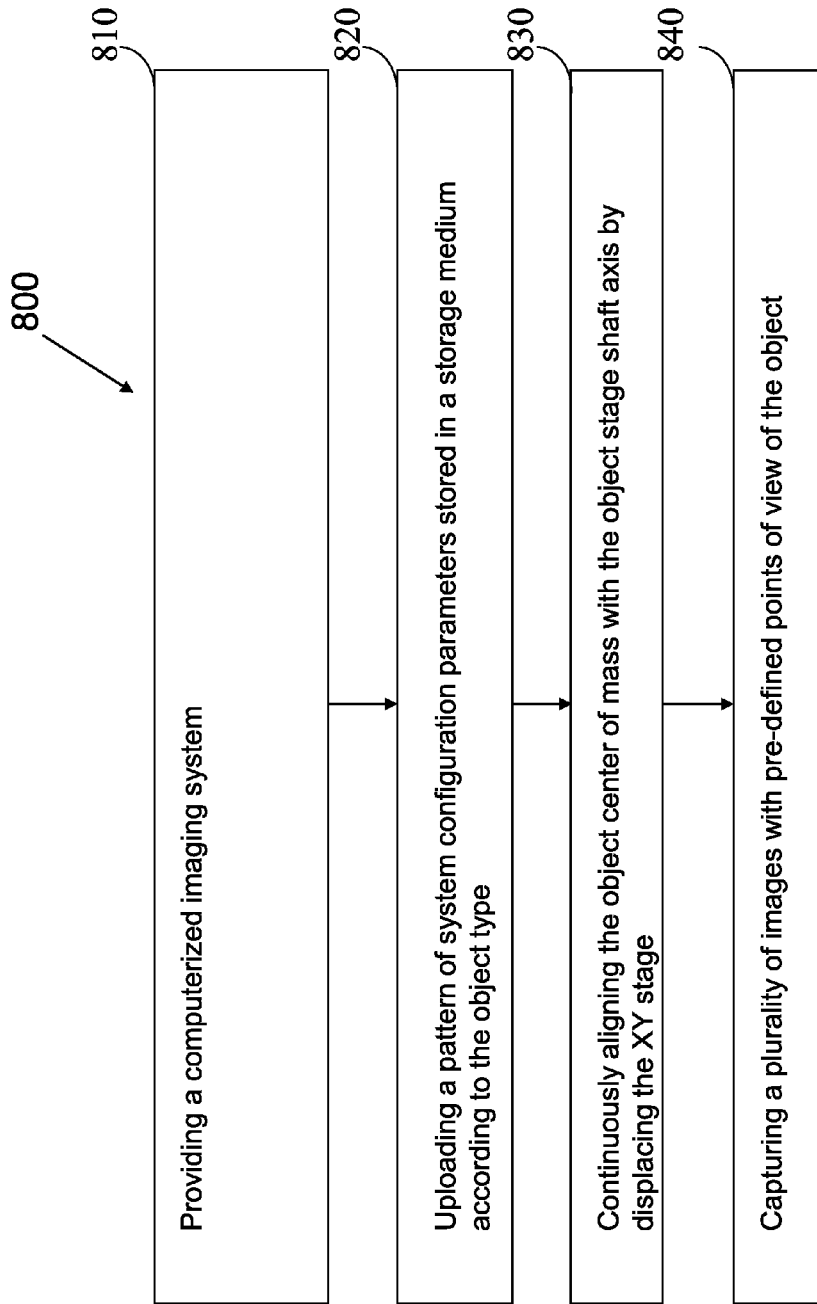 800
810
Providing a computerized imaging system
820
Uploading a pattern of system configuration parameters stored in a storage medium
according to the object type
830
Continuously aligning the object center of mass with the object stage shaft axis by
displacing the XY stage
840
Capturing a plurality of images with pre-defined points of view of the object